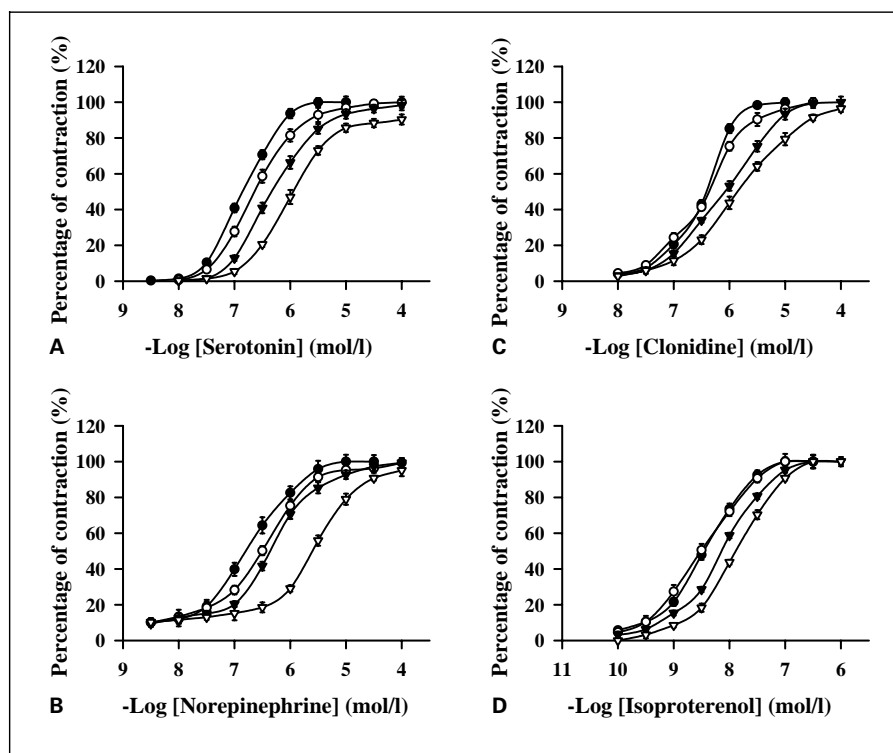 Percentage of contraction (%)
120
100
80
60
40
20
0
9 8 7 6 5 4
A
-Log [Serotonin] (mol/l)
Percentage of contraction (%)
120
100
80
60
40
20
0
9 8 7 6 5 4
C
-Log [Clonidine] (mol/l)
Percentage of contraction (%)
120
100
80
60
40
20
0
9 8 7 6 5 4
B
-Log [Norepinephrine] (mol/l)
Percentage of contraction (%)
120
100
80
60
40
20
0
11 10 9 8 7 6
D
-Log [Isoproterenol] (mol/l)